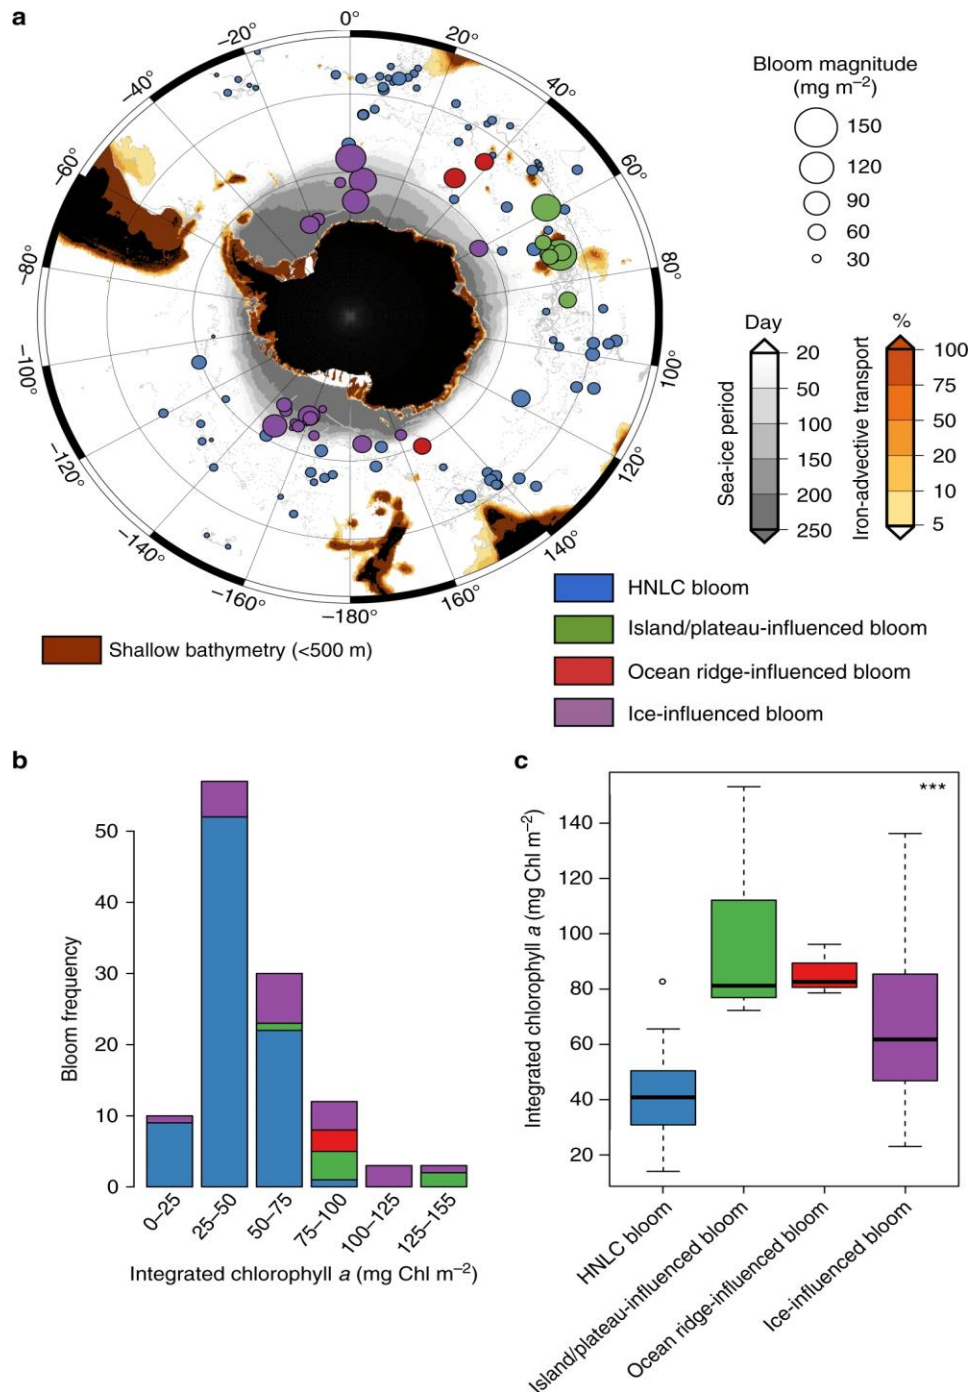 a
0°
20°
40°
60°
80°
100°
120°
140°
160°
−180°
−160°
−140°
−120°
−100°
−80°
−60°
−40°
−20°
Bloom magnitude
(mg m⁻²)
150
120
90
60
30
Day
Sea-ice period
20
50
100
150
200
250
%
Iron-advective transport
100
75
50
20
10
5
HNLC bloom
Island/plateau-influenced bloom
Ocean ridge-influenced bloom
Ice-influenced bloom
Shallow bathymetry (<500 m)
b
Bloom frequency
50
40
30
20
10
0
0–25
25–50
50–75
75–100
100–125
125–155
Integrated chlorophyll a (mg Chl m⁻²)
c
***
Integrated chlorophyll a (mg Chl m⁻²)
140
120
100
80
60
40
20
HNLC bloom
Island/plateau-influenced bloom
Ocean ridge-influenced bloom
Ice-influenced bloom